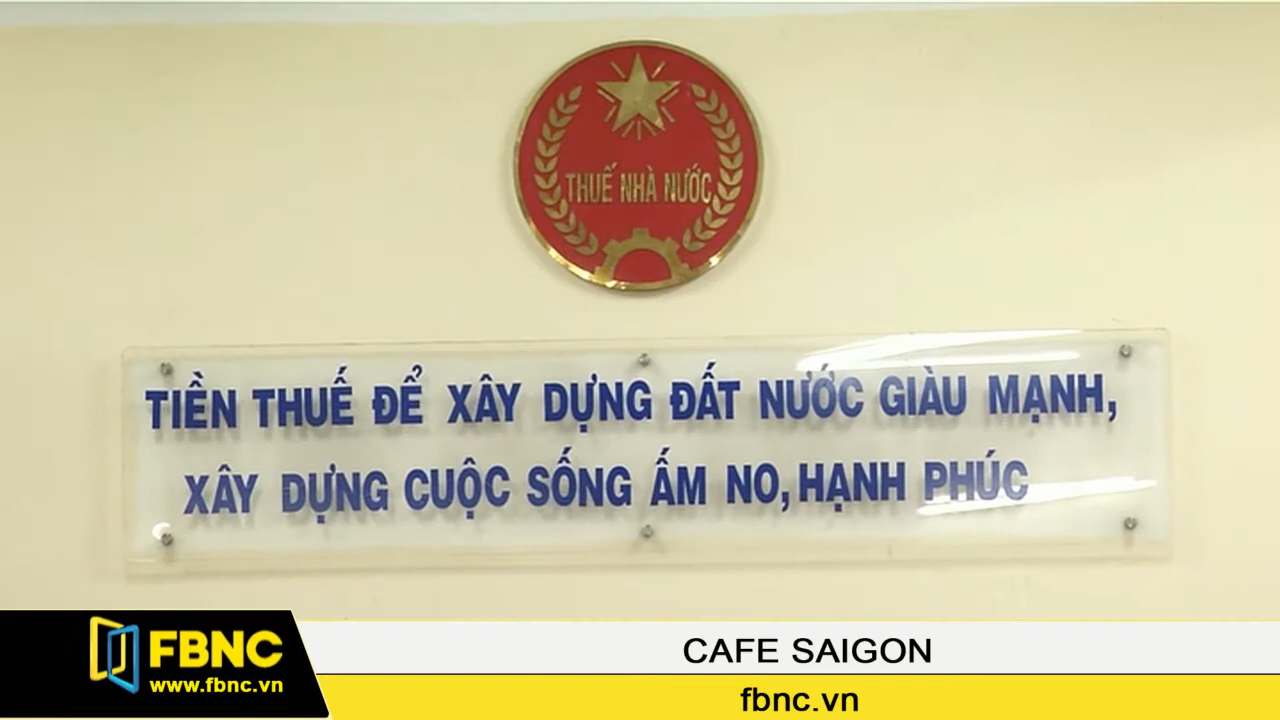 THUẾ NHÀ NƯỚC
TIỀN THUẾ ĐỂ XÂY DỰNG ĐẤT NƯỚC GIÀU MẠNH,
XÂY DỰNG CUỘC SỐNG ẤM NO, HẠNH PHÚC
FBNC
www.fbnc.vn
CAFE SAIGON
fbnc.vn